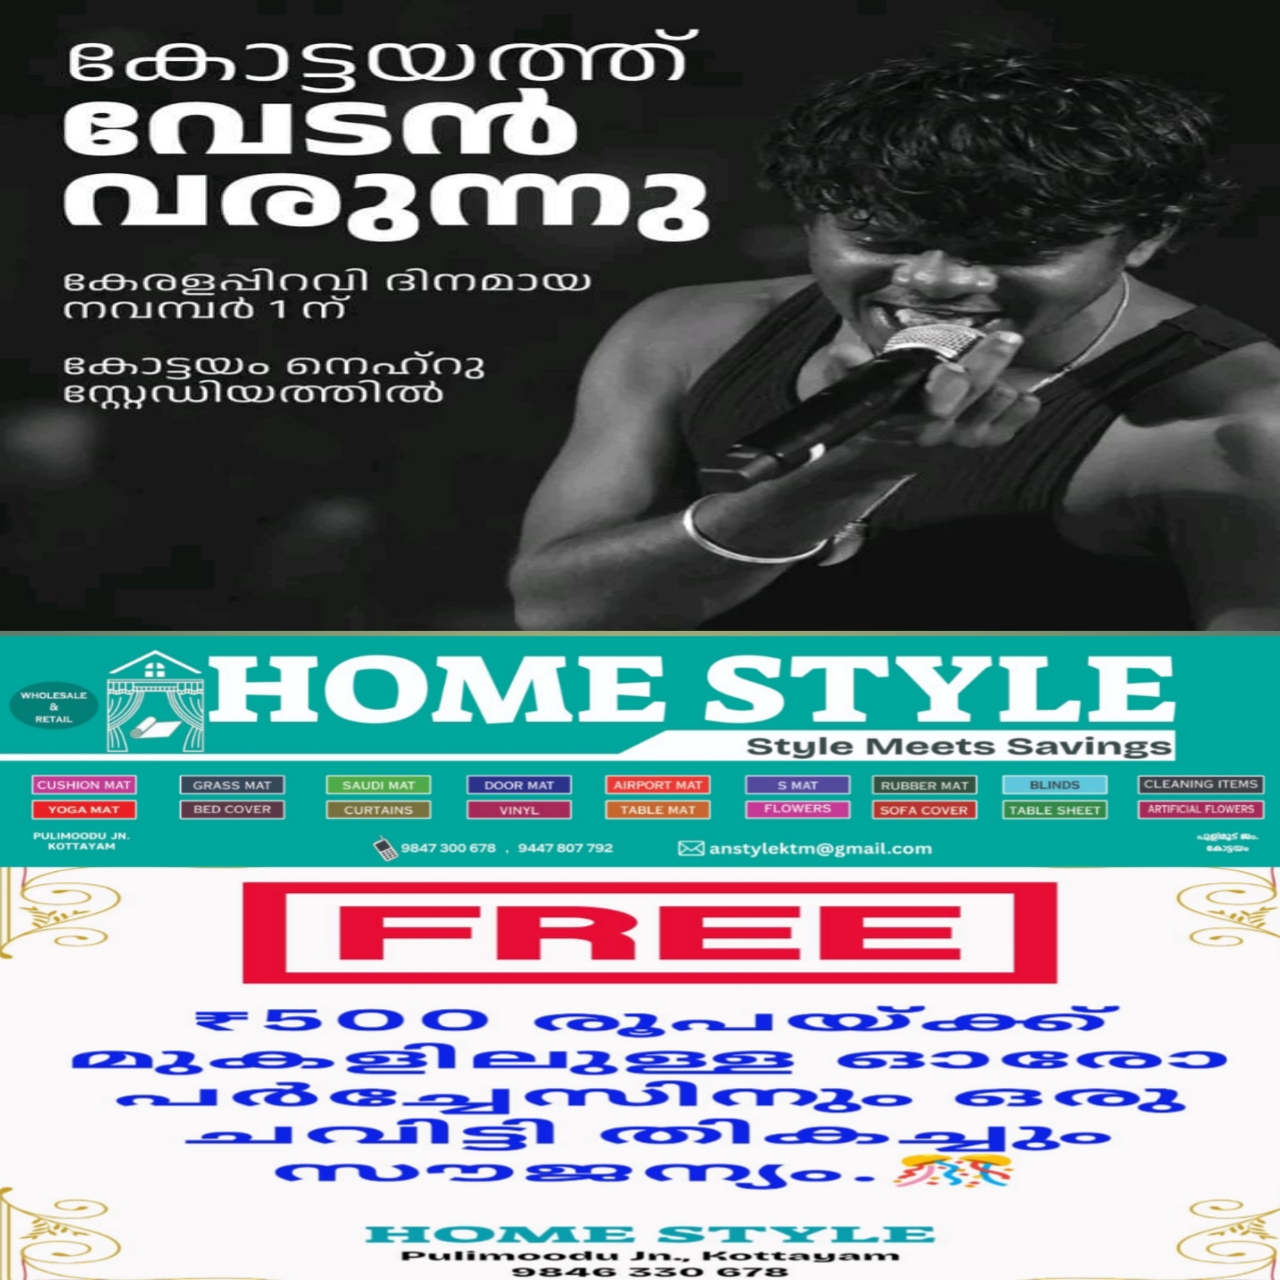 കോട്ടയത്ത്
വേടൻ
വരുന്നു
കേരളപ്പിറവി ദിനമായ
നവമ്പർ 1 ന്
കോട്ടയം നെഹ്റു
സ്റ്റേഡിയത്തിൽ
WHOLESALE
&
RETAIL
HOME STYLE
Style Meets Savings
CUSHION MAT GRASS MAT SAUDI MAT DOOR MAT AIRPORT MAT S MAT RUBBER MAT BLINDS CLEANING ITEMS
YOGA MAT BED COVER CURTAINS VINYL TABLE MAT FLOWERS SOFA COVER TABLE SHEET ARTIFICIAL FLOWERS
PULIMOODU JN.
KOTTAYAM
9847 300 678 , 9447 807 792
anstylektm@gmail.com
പുളിമൂട് ജം.
കോട്ടയം
FREE
₹500 രൂപയ്ക്ക്
മുകളിലുള്ള ഓരോ
പർച്ചേസിനും ഒരു
ചവിട്ടി തികച്ചും
സൗജന്യം. 🎊
HOME STYLE
Pulimoodu Jn., Kottayam
9846 330 678